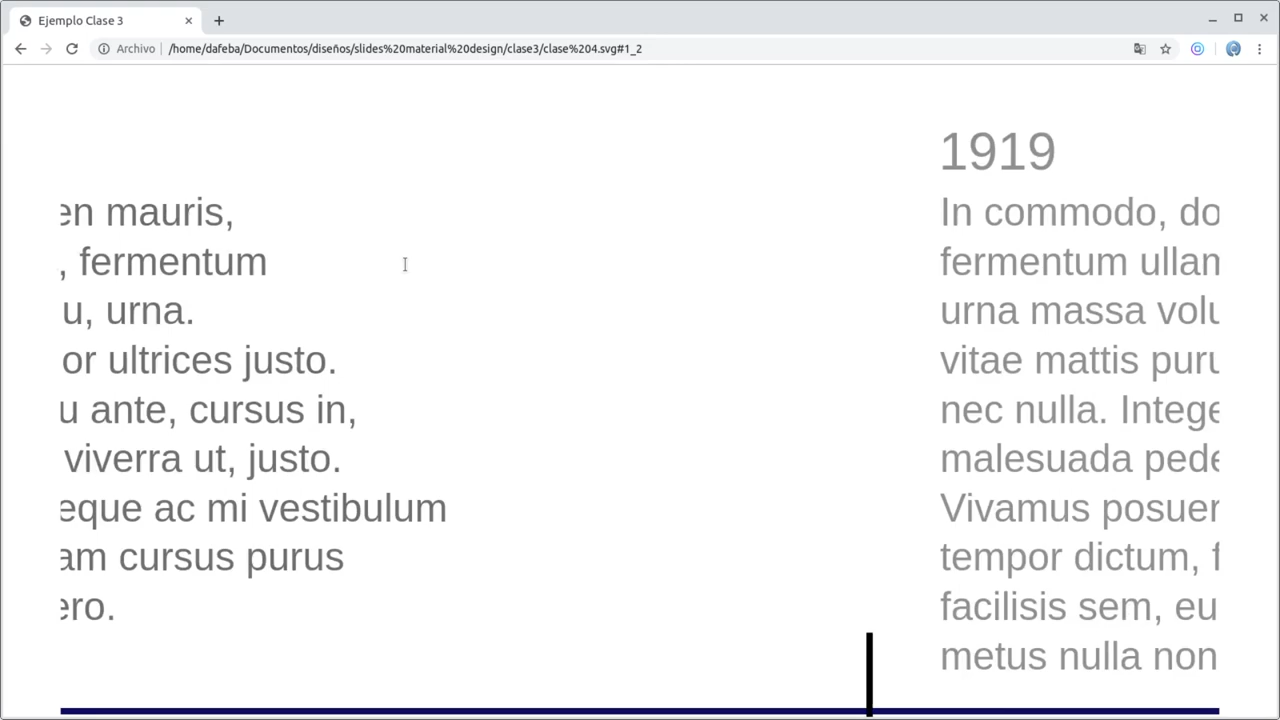 Ejemplo Clase 3
Archivo
/home/dafeba/Documentos/diseños/slides%20material%20design/clase3/clase%204.svg#1_2
en mauris,
, fermentum
u, urna.
or ultrices justo.
u ante, cursus in,
viverra ut, justo.
eque ac mi vestibulum
am cursus purus
ero.
1919
In commodo, do
fermentum ullam
urna massa volu
vitae mattis puru
nec nulla. Intege
malesuada pede
Vivamus posuer
tempor dictum, f
facilisis sem, eu
metus nulla non